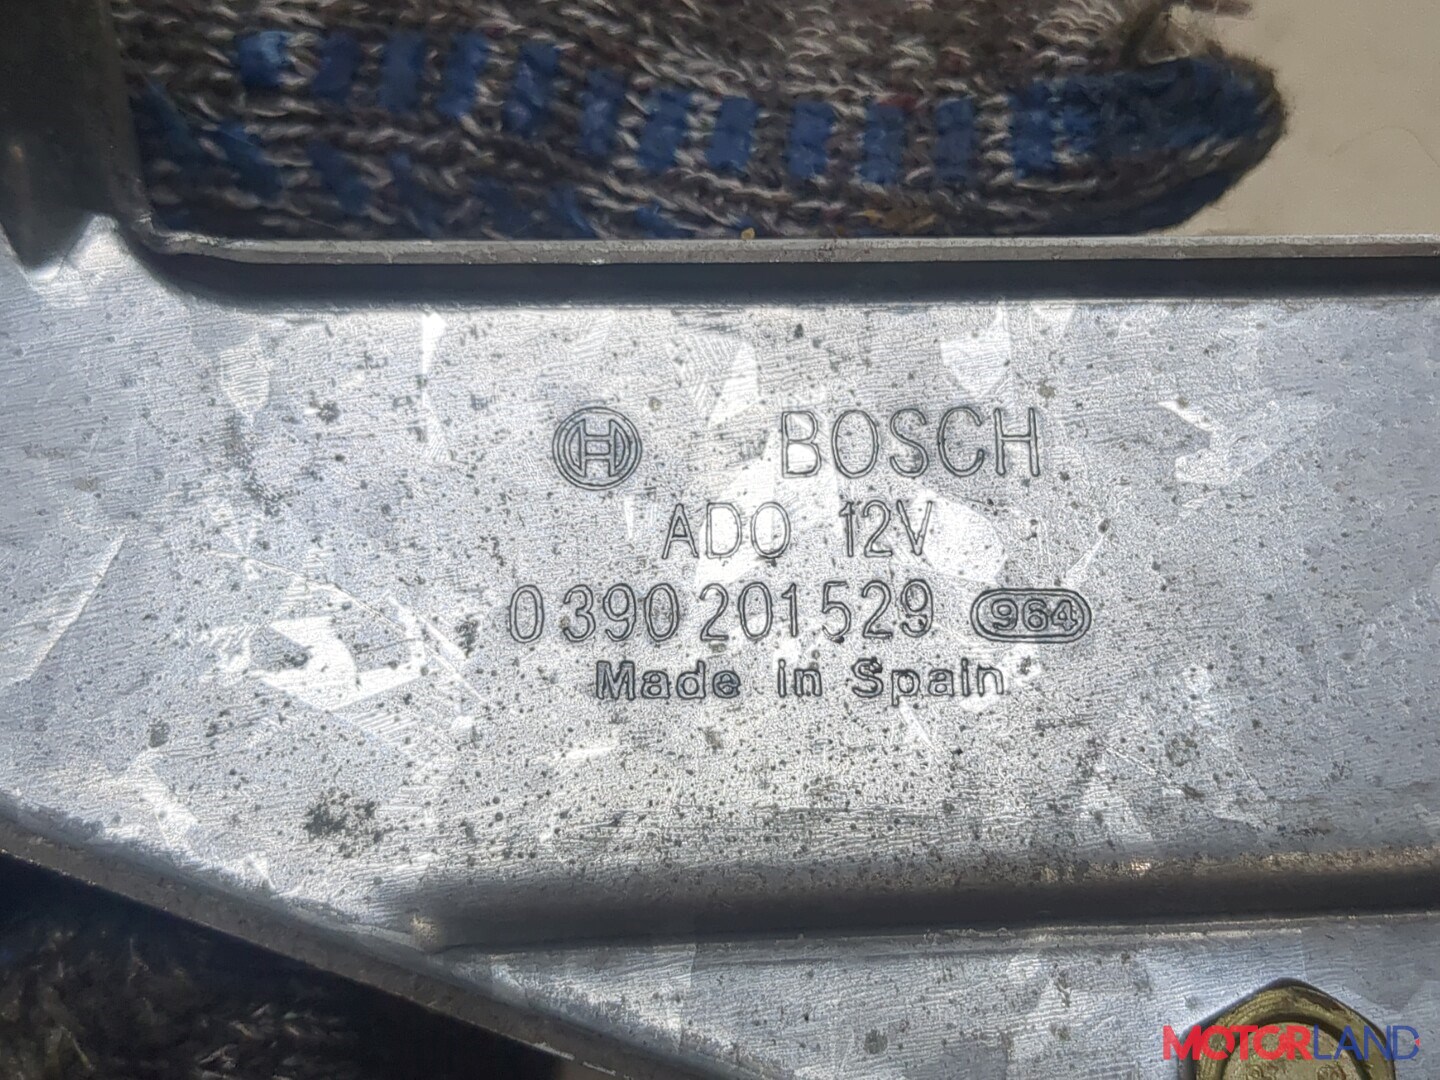 BOSCH
ADO 12V
0 390 201 529 964
Made in Spain
MOTORLAND